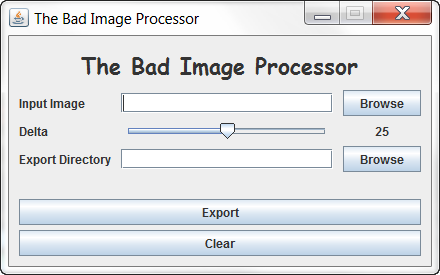 The Bad Image Processor
The Bad Image Processor
Input Image Browse
Delta 25
Export Directory Browse
Export
Clear